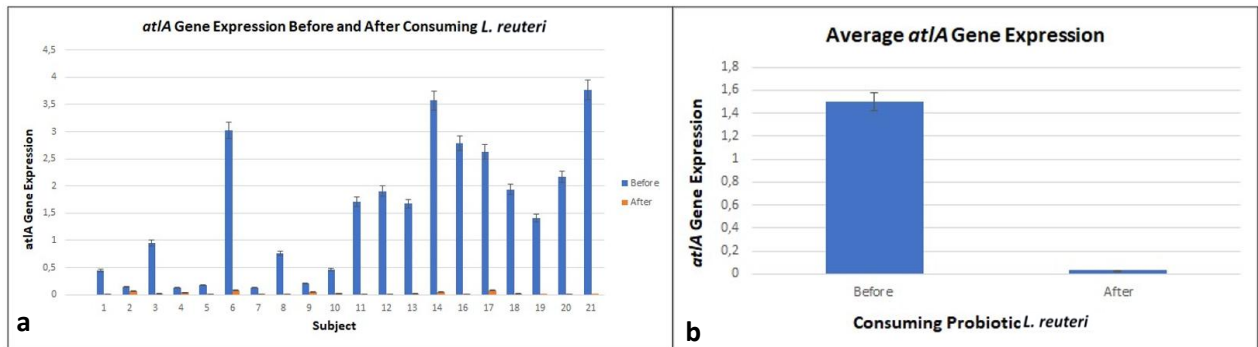 atlA Gene Expression Before and After Consuming L. reuteri
4,5
4
3,5
3
2,5
2
1,5
1
0,5
0
atlA Gene Expression
1 2 3 4 5 6 7 8 9 10 11 12 13 14 16 17 18 19 20 21
Subject
Before
After
a
Average atlA Gene Expression
1,8
1,6
1,4
1,2
1
0,8
0,6
0,4
0,2
0
atlA Gene Expression
Before After
Consuming Probiotic L. reuteri
b